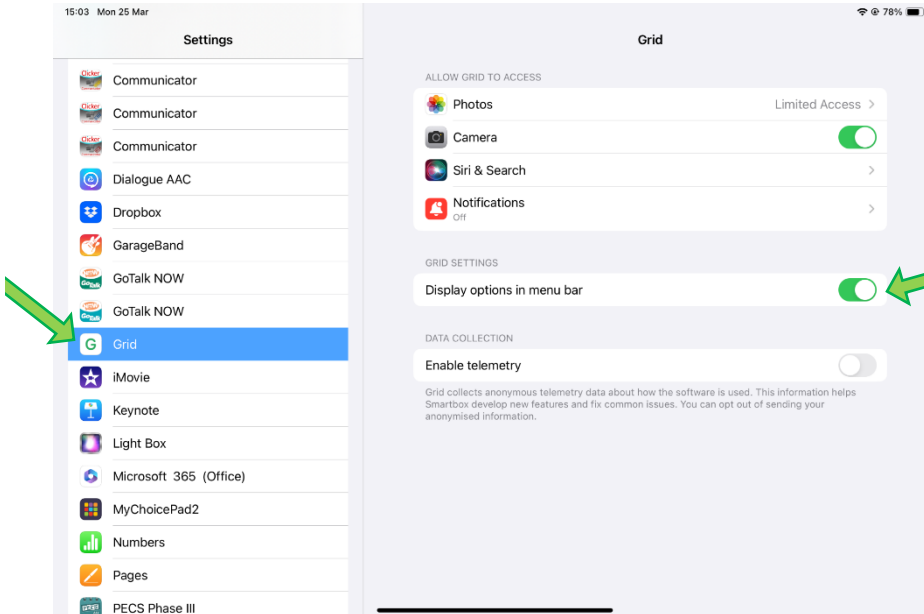 15:03 Mon 25 Mar
78%
Settings
Clicker
Communicator
Clicker
Communicator
Clicker
Communicator
Dialogue AAC
Dropbox
GarageBand
GoTalk NOW
GoTalk NOW
G Grid
iMovie
Keynote
Light Box
Microsoft 365 (Office)
MyChoicePad2
Numbers
Pages
PECS Phase III
Grid
ALLOW GRID TO ACCESS
Photos Limited Access
Camera
Siri & Search
Notifications
Off
GRID SETTINGS
Display options in menu bar
DATA COLLECTION
Enable telemetry
Grid collects anonymous telemetry data about how the software is used. This information helps
Smartbox develop new features and fix common issues. You can opt out of sending your
anonymised information.